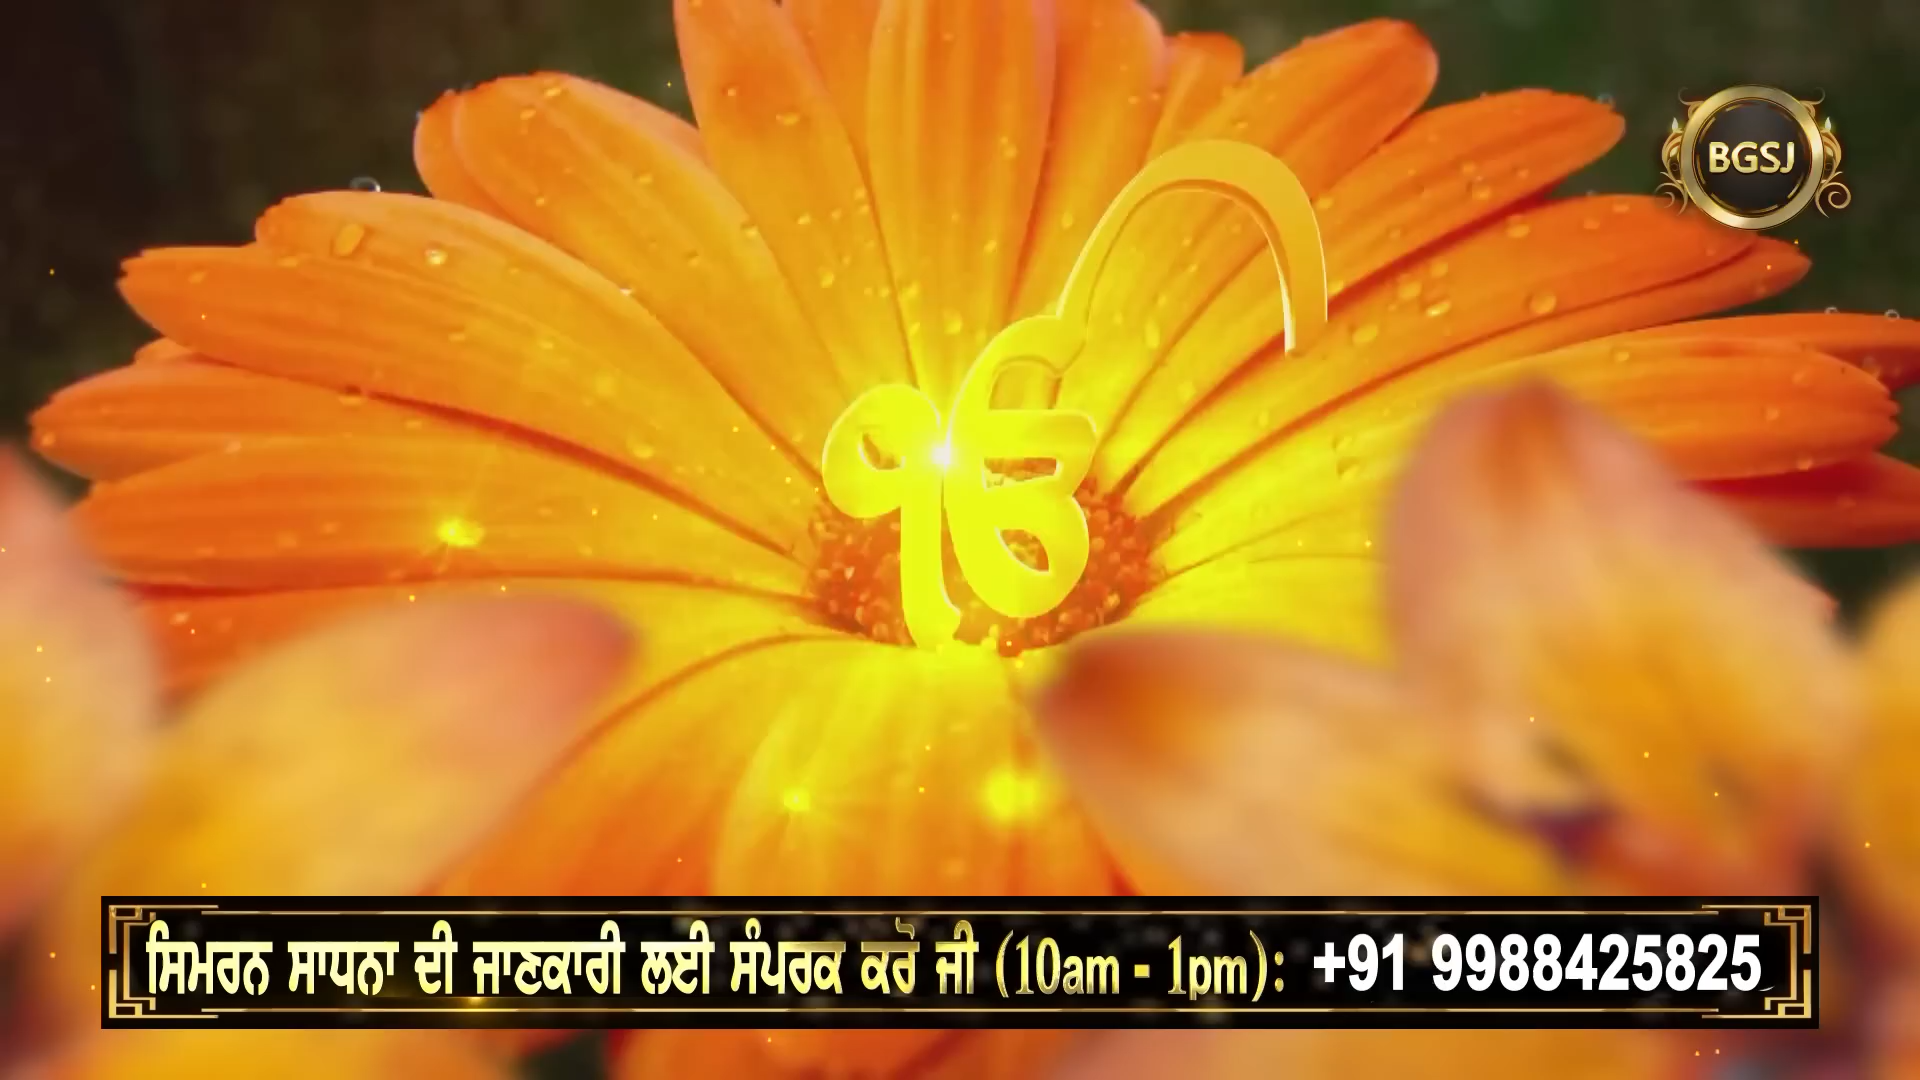 BGSJ
ੴ
ਸਿਮਰਨ ਸਾਧਨਾ ਦੀ ਜਾਣਕਾਰੀ ਲਈ ਸੰਪਰਕ ਕਰੋ ਜੀ (10am - 1pm): +91 9988425825